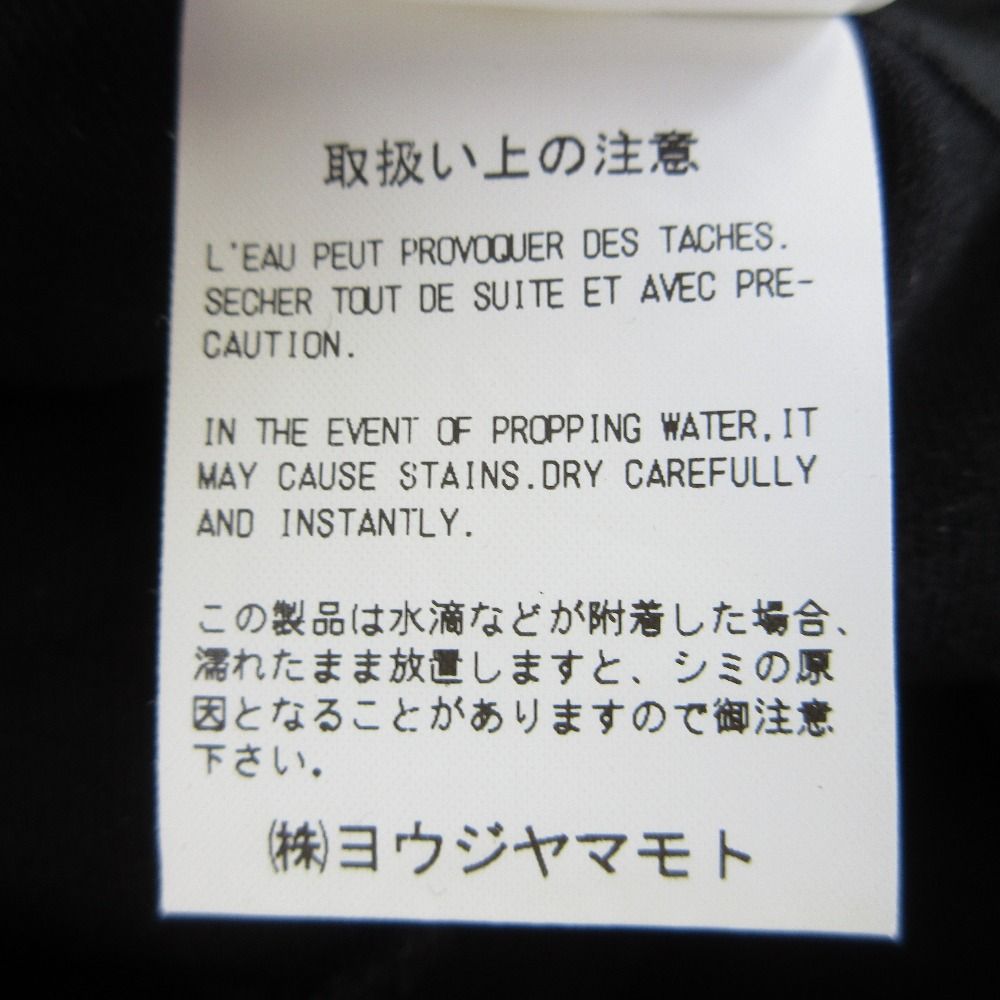 取扱い上の注意
L'EAU PEUT PROVOQUER DES TACHES.
SECHER TOUT DE SUITE ET AVEC PRE-
CAUTION.
IN THE EVENT OF PROPPING WATER,IT
MAY CAUSE STAINS.DRY CAREFULLY
AND INSTANTLY.
この製品は水滴などが附着した場合、
濡れたまま放置しますと、シミの原
因となることがありますので御注意
下さい。
㈱ヨウジヤマモト